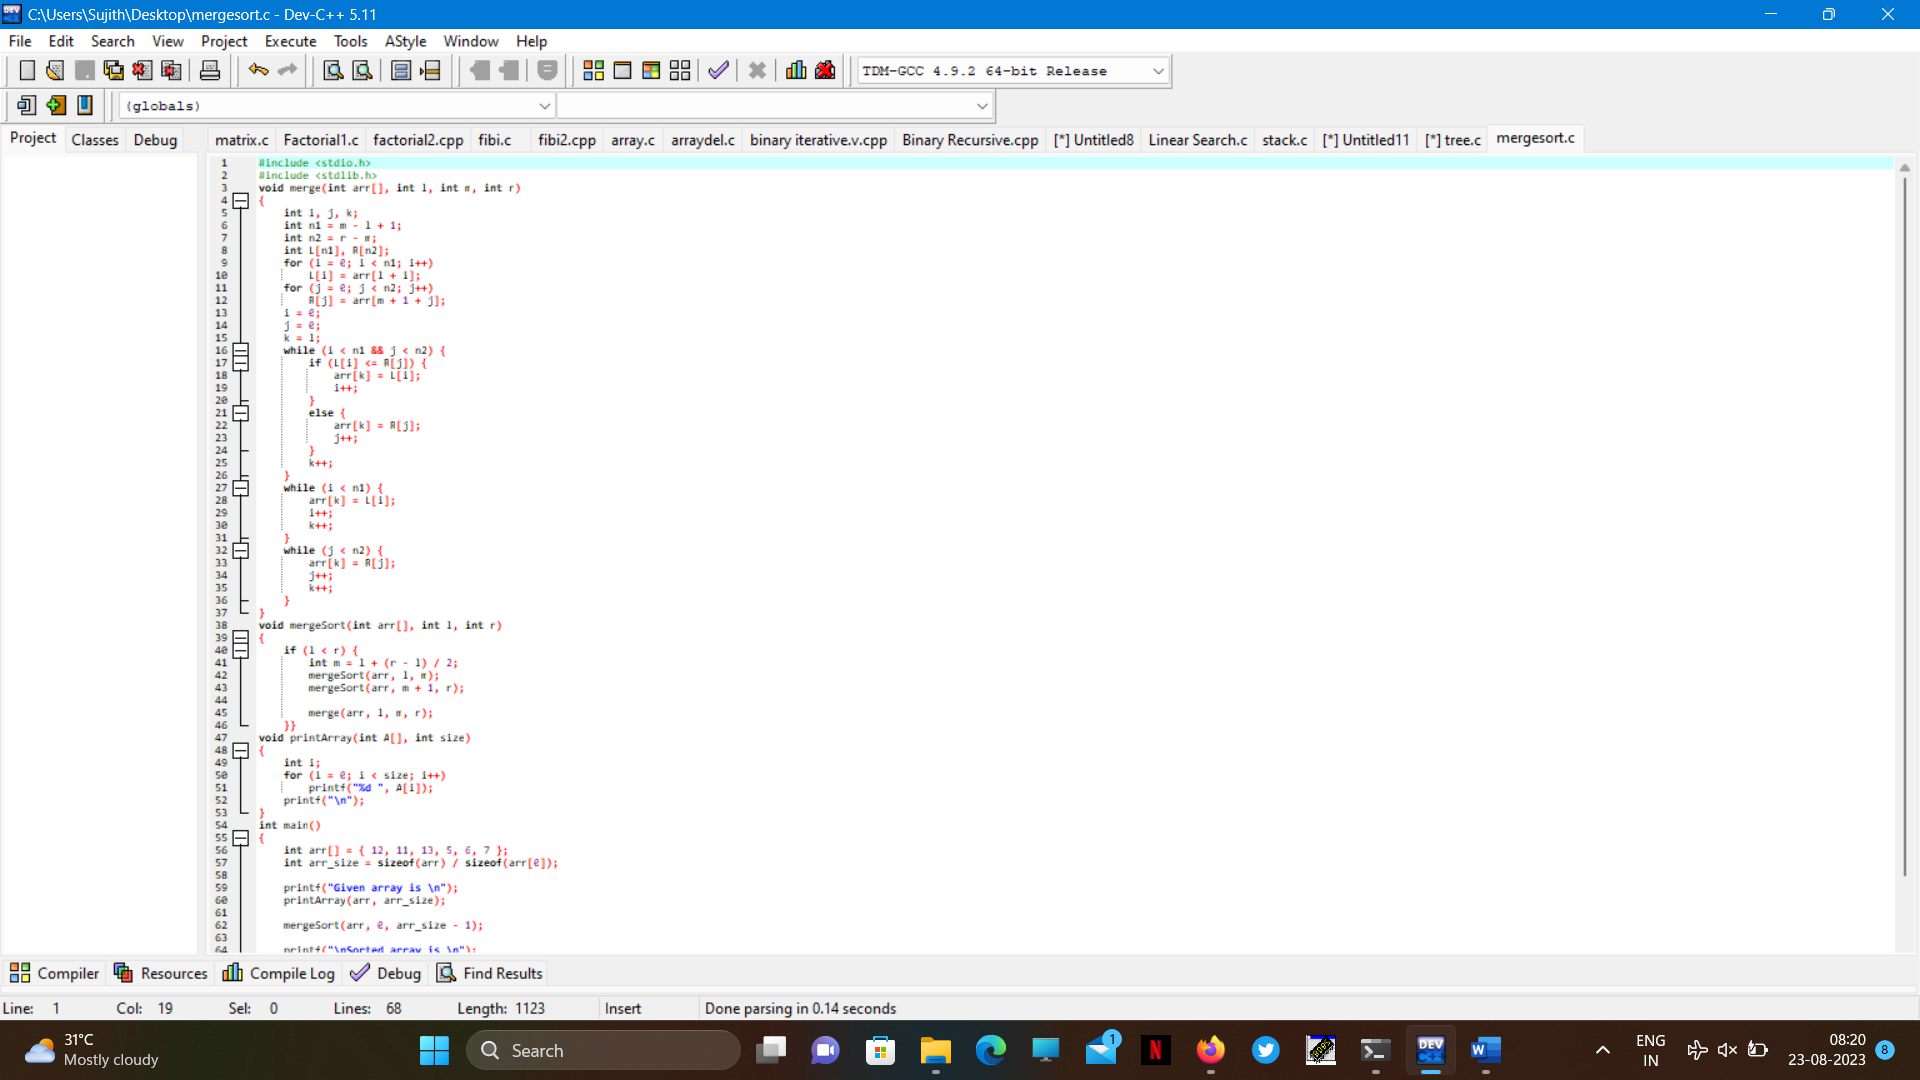 C:\Users\Sujith\Desktop\mergesort.c - Dev-C++ 5.11
File Edit Search View Project Execute Tools AStyle Window Help
TDM-GCC 4.9.2 64-bit Release
(globals)
Project Classes Debug matrix.c Factorial1.c factorial2.cpp fibi.c fibi2.cpp array.c arraydel.c binary iterative.v.cpp Binary Recursive.cpp [*] Untitled8 Linear Search.c stack.c [*] Untitled11 [*] tree.c mergesort.c
1 #include <stdio.h>
2 #include <stdlib.h>
3 void merge(int arr[], int l, int m, int r)
4 {
5 int i, j, k;
6 int n1 = m - l + 1;
7 int n2 = r - m;
8 int L[n1], R[n2];
9 for (i = 0; i < n1; i++)
10 L[i] = arr[l + i];
11 for (j = 0; j < n2; j++)
12 R[j] = arr[m + 1 + j];
13 i = 0;
14 j = 0;
15 k = l;
16 while (i < n1 && j < n2) {
17 if (L[i] <= R[j]) {
18 arr[k] = L[i];
19 i++;
20 }
21 else {
22 arr[k] = R[j];
23 j++;
24 }
25 k++;
26 }
27 while (i < n1) {
28 arr[k] = L[i];
29 i++;
30 k++;
31 }
32 while (j < n2) {
33 arr[k] = R[j];
34 j++;
35 k++;
36 }
37 }
38 void mergeSort(int arr[], int l, int r)
39 {
40 if (l < r) {
41 int m = l + (r - l) / 2;
42 mergeSort(arr, l, m);
43 mergeSort(arr, m + 1, r);
44
45 merge(arr, l, m, r);
46 }}
47 void printArray(int A[], int size)
48 {
49 int i;
50 for (i = 0; i < size; i++)
51 printf("%d ", A[i]);
52 printf("\n");
53 }
54 int main()
55 {
56 int arr[] = { 12, 11, 13, 5, 6, 7 };
57 int arr_size = sizeof(arr) / sizeof(arr[0]);
58
59 printf("Given array is \n");
60 printArray(arr, arr_size);
61
62 mergeSort(arr, 0, arr_size - 1);
63
64 printf("\nSorted array is \n");
Compiler Resources Compile Log Debug Find Results
Line: 1 Col: 19 Sel: 0 Lines: 68 Length: 1123 Insert Done parsing in 0.14 seconds
31°C
Mostly cloudy
Search
1
N
DEV
C++
W
ENG
IN
08:20
23-08-2023
8